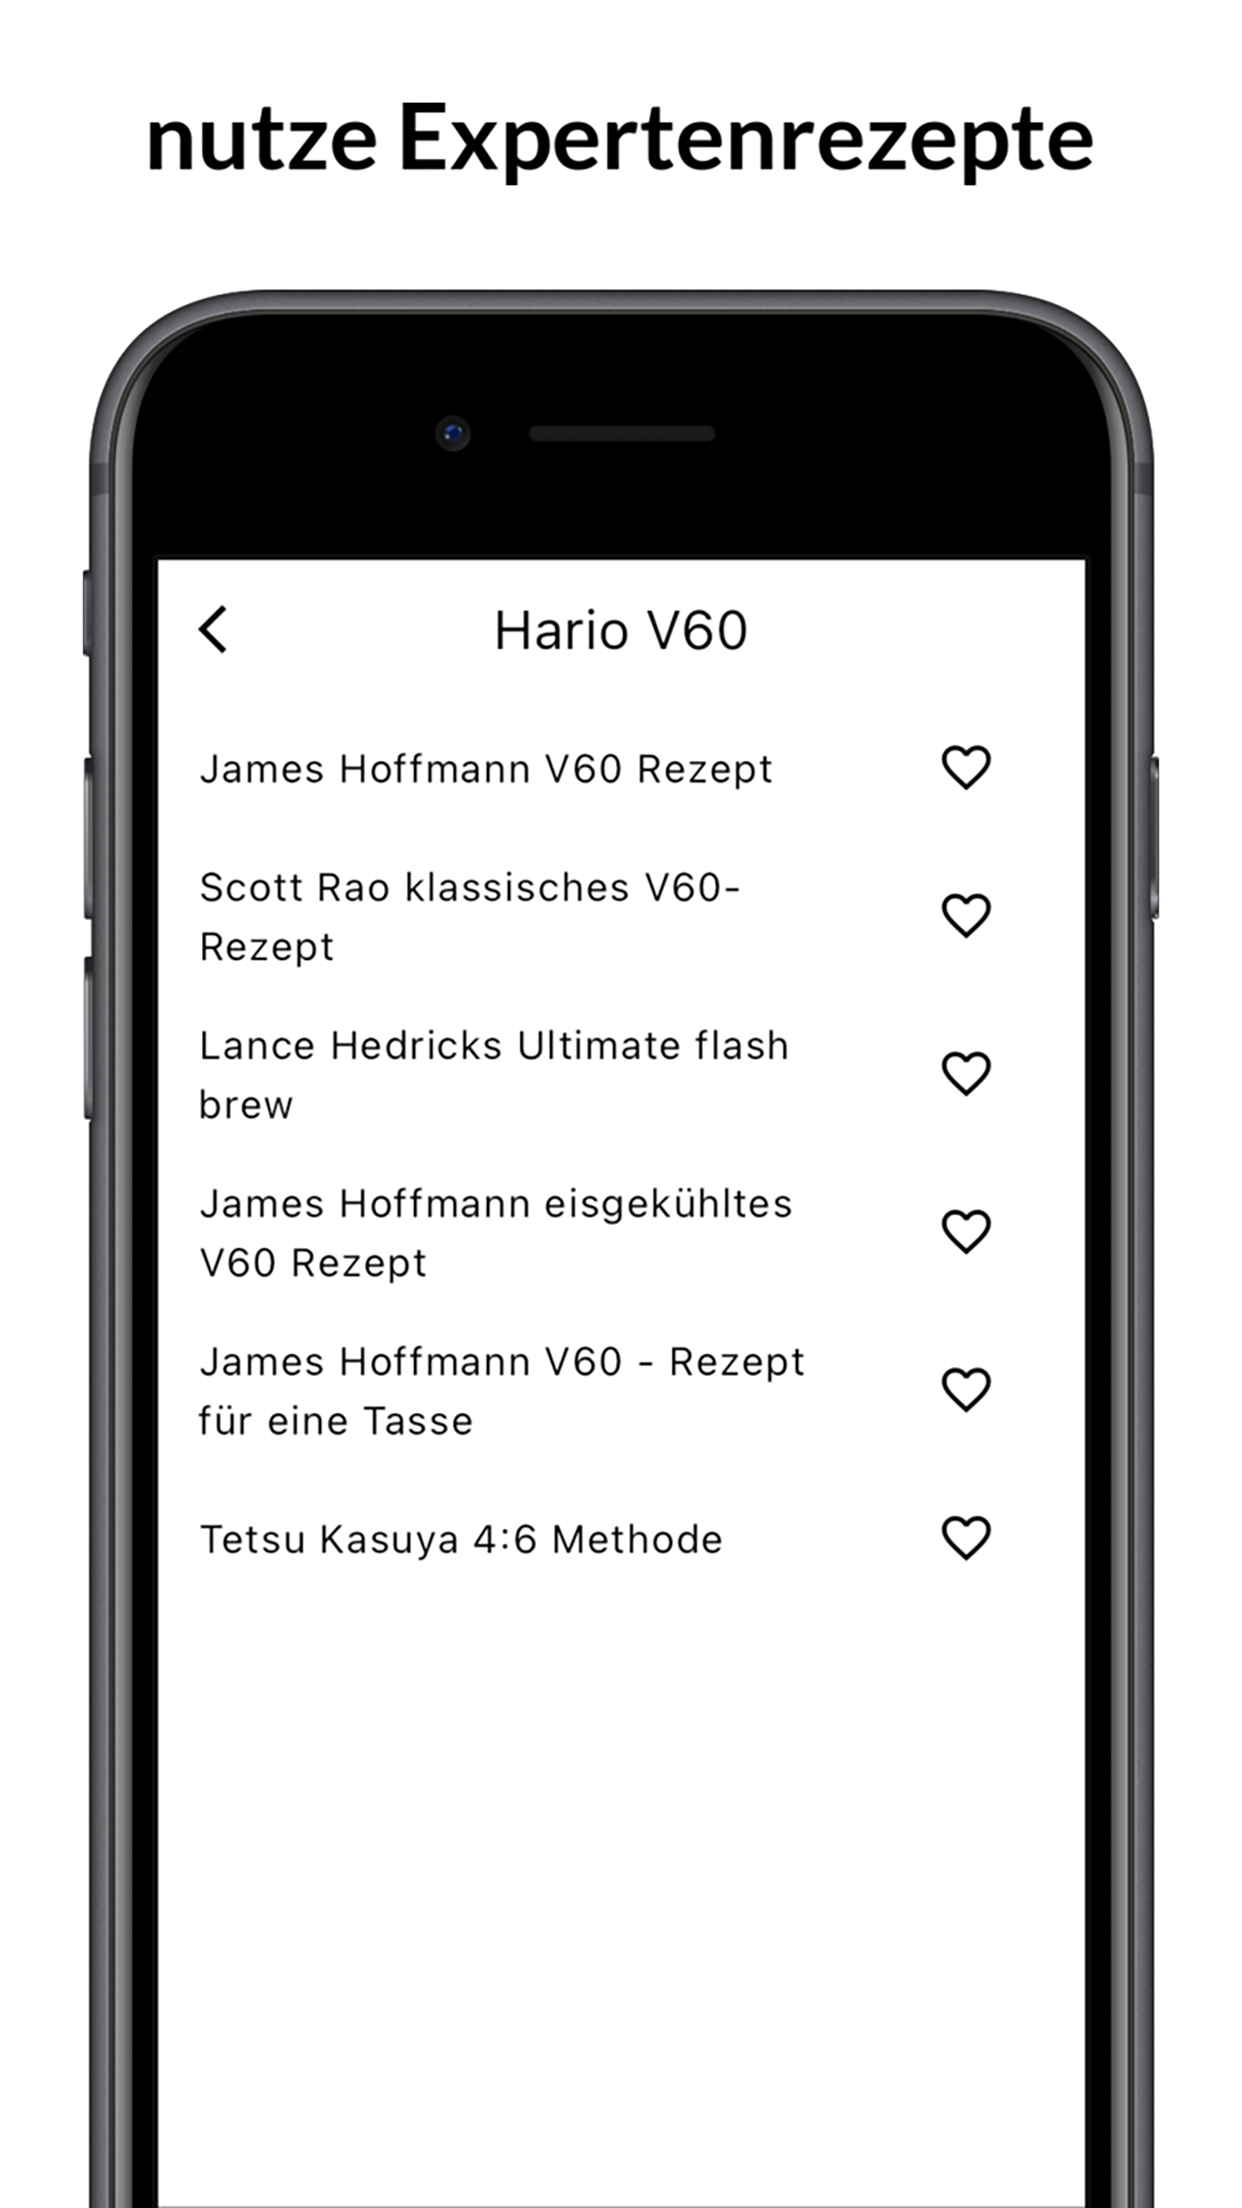 nutze Expertenrezepte
Hario V60
James Hoffmann V60 Rezept
Scott Rao klassisches V60-
Rezept
Lance Hedricks Ultimate flash
brew
James Hoffmann eisgekühltes
V60 Rezept
James Hoffmann V60 - Rezept
für eine Tasse
Tetsu Kasuya 4:6 Methode